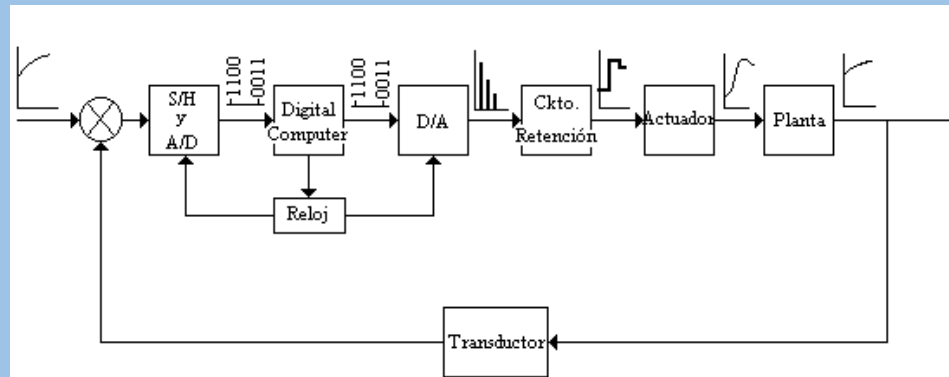 S/H
y
A/D
1100
0011
Digital
Computer
1100
0011
D/A
Ckto.
Retención
Actuador
Planta
Reloj
Transductor